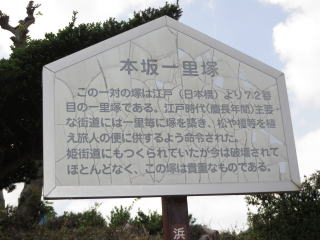 本坂一里塚
この一対の塚は江戸(日本橋)より72番
目の一里塚である。江戸時代(慶長年間)主要
な街道には一里毎に塚を築き、松や榎等を植
え旅人の便に供するよう命令された。
姫街道にもつくられていたが今は破壊されて
ほとんどなく、この塚は貴重なものである。
浜